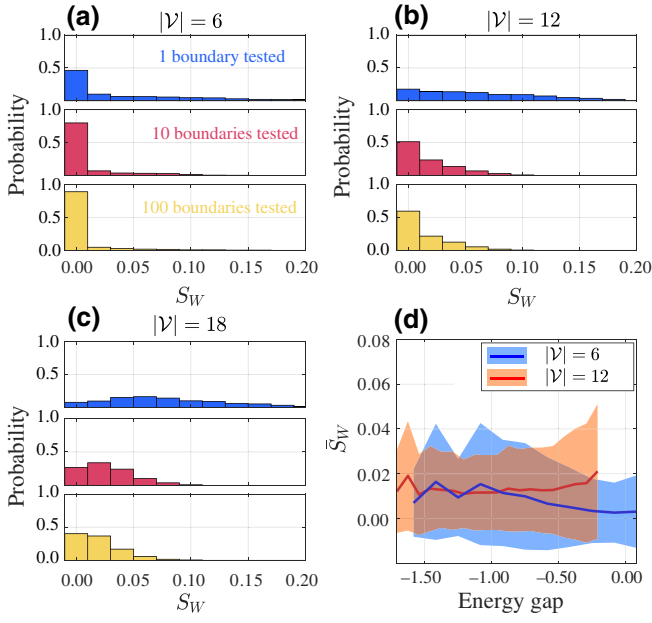 (a)
|𝒱| = 6
1.0
0.5
1 boundary tested
1.0
0.5
10 boundaries tested
1.0
0.5
0.0
100 boundaries tested
Probability
0.00 0.05 0.10 0.15 0.20
S_W
(b)
|𝒱| = 12
1.0
0.5
1.0
0.5
1.0
0.5
0.0
Probability
0.00 0.05 0.10 0.15 0.20
S_W
(c)
|𝒱| = 18
1.0
0.5
1.0
0.5
1.0
0.5
0.0
Probability
0.00 0.05 0.10 0.15 0.20
S_W
(d)
|𝒱| = 6
|𝒱| = 12
0.08
0.06
0.04
0.02
0.00
S̄_W
-1.50 -1.00 -0.50 0.00
Energy gap